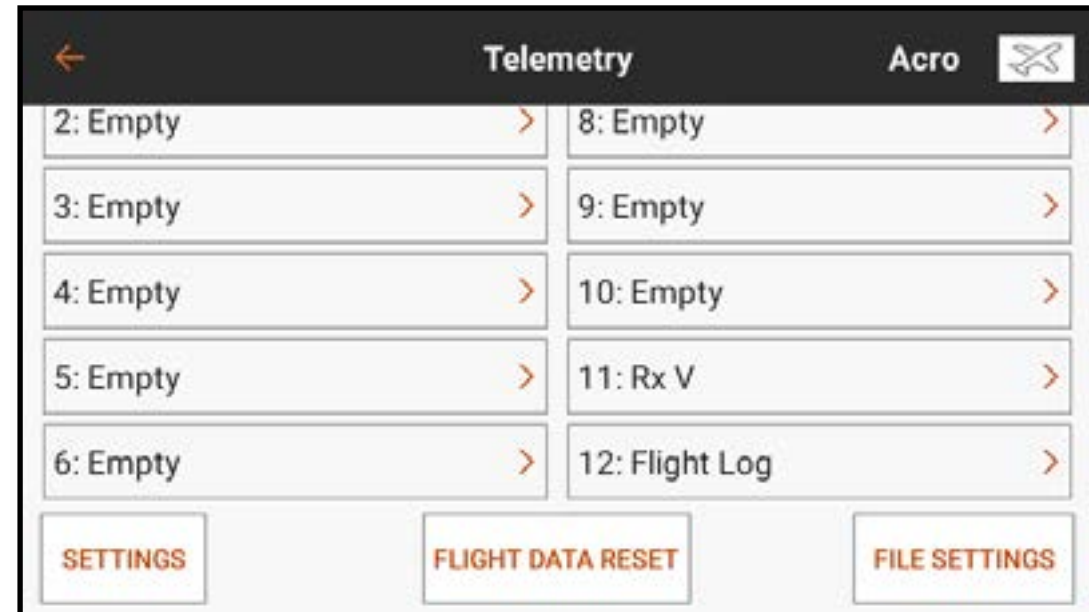 Telemetry Acro
2: Empty
8: Empty
3: Empty
9: Empty
4: Empty
10: Empty
5: Empty
11: Rx V
6: Empty
12: Flight Log
SETTINGS
FLIGHT DATA RESET
FILE SETTINGS